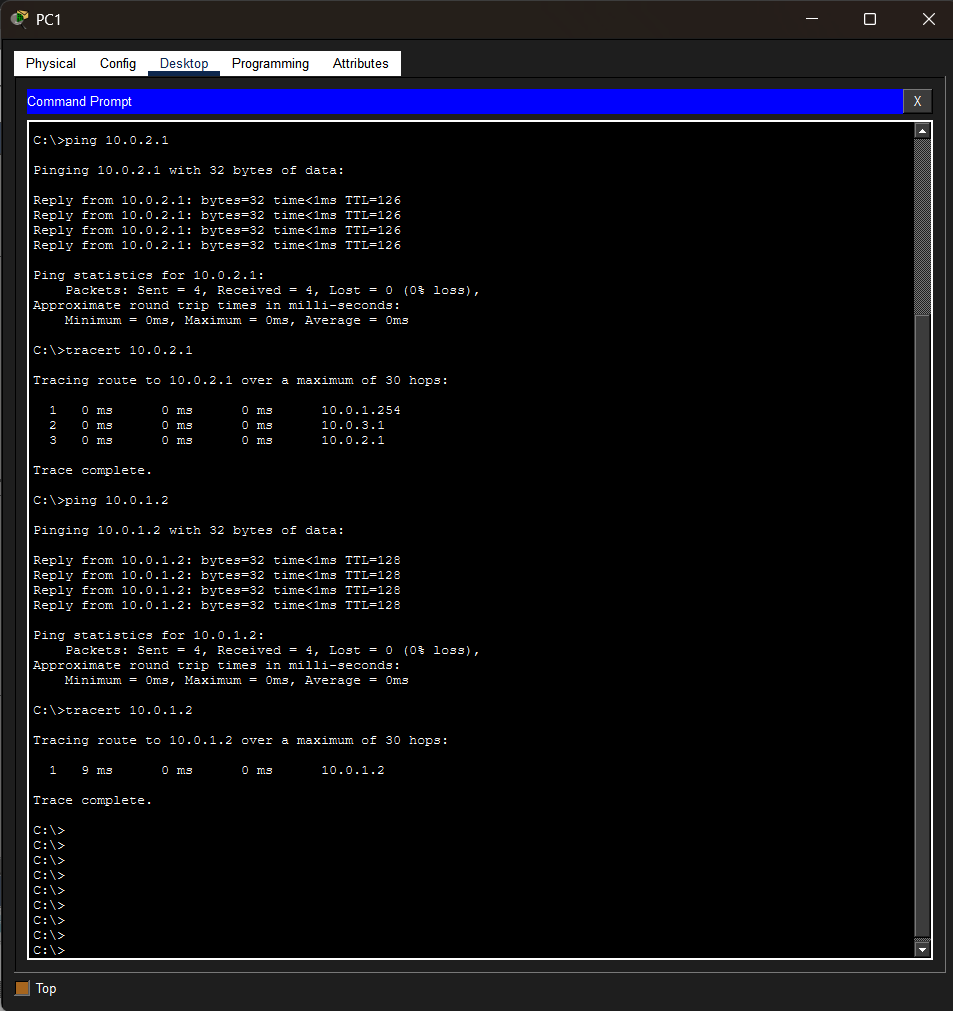 PC1
Physical Config Desktop Programming Attributes
Command Prompt X
C:\>ping 10.0.2.1
Pinging 10.0.2.1 with 32 bytes of data:
Reply from 10.0.2.1: bytes=32 time<1ms TTL=126
Reply from 10.0.2.1: bytes=32 time<1ms TTL=126
Reply from 10.0.2.1: bytes=32 time<1ms TTL=126
Reply from 10.0.2.1: bytes=32 time<1ms TTL=126
Ping statistics for 10.0.2.1:
    Packets: Sent = 4, Received = 4, Lost = 0 (0% loss),
Approximate round trip times in milli-seconds:
    Minimum = 0ms, Maximum = 0ms, Average = 0ms
C:\>tracert 10.0.2.1
Tracing route to 10.0.2.1 over a maximum of 30 hops:
  1   0 ms      0 ms      0 ms      10.0.1.254
  2   0 ms      0 ms      0 ms      10.0.3.1
  3   0 ms      0 ms      0 ms      10.0.2.1
Trace complete.
C:\>ping 10.0.1.2
Pinging 10.0.1.2 with 32 bytes of data:
Reply from 10.0.1.2: bytes=32 time<1ms TTL=128
Reply from 10.0.1.2: bytes=32 time<1ms TTL=128
Reply from 10.0.1.2: bytes=32 time<1ms TTL=128
Reply from 10.0.1.2: bytes=32 time<1ms TTL=128
Ping statistics for 10.0.1.2:
    Packets: Sent = 4, Received = 4, Lost = 0 (0% loss),
Approximate round trip times in milli-seconds:
    Minimum = 0ms, Maximum = 0ms, Average = 0ms
C:\>tracert 10.0.1.2
Tracing route to 10.0.1.2 over a maximum of 30 hops:
  1   9 ms      0 ms      0 ms      10.0.1.2
Trace complete.
C:\>
C:\>
C:\>
C:\>
C:\>
C:\>
C:\>
C:\>
C:\>
Top